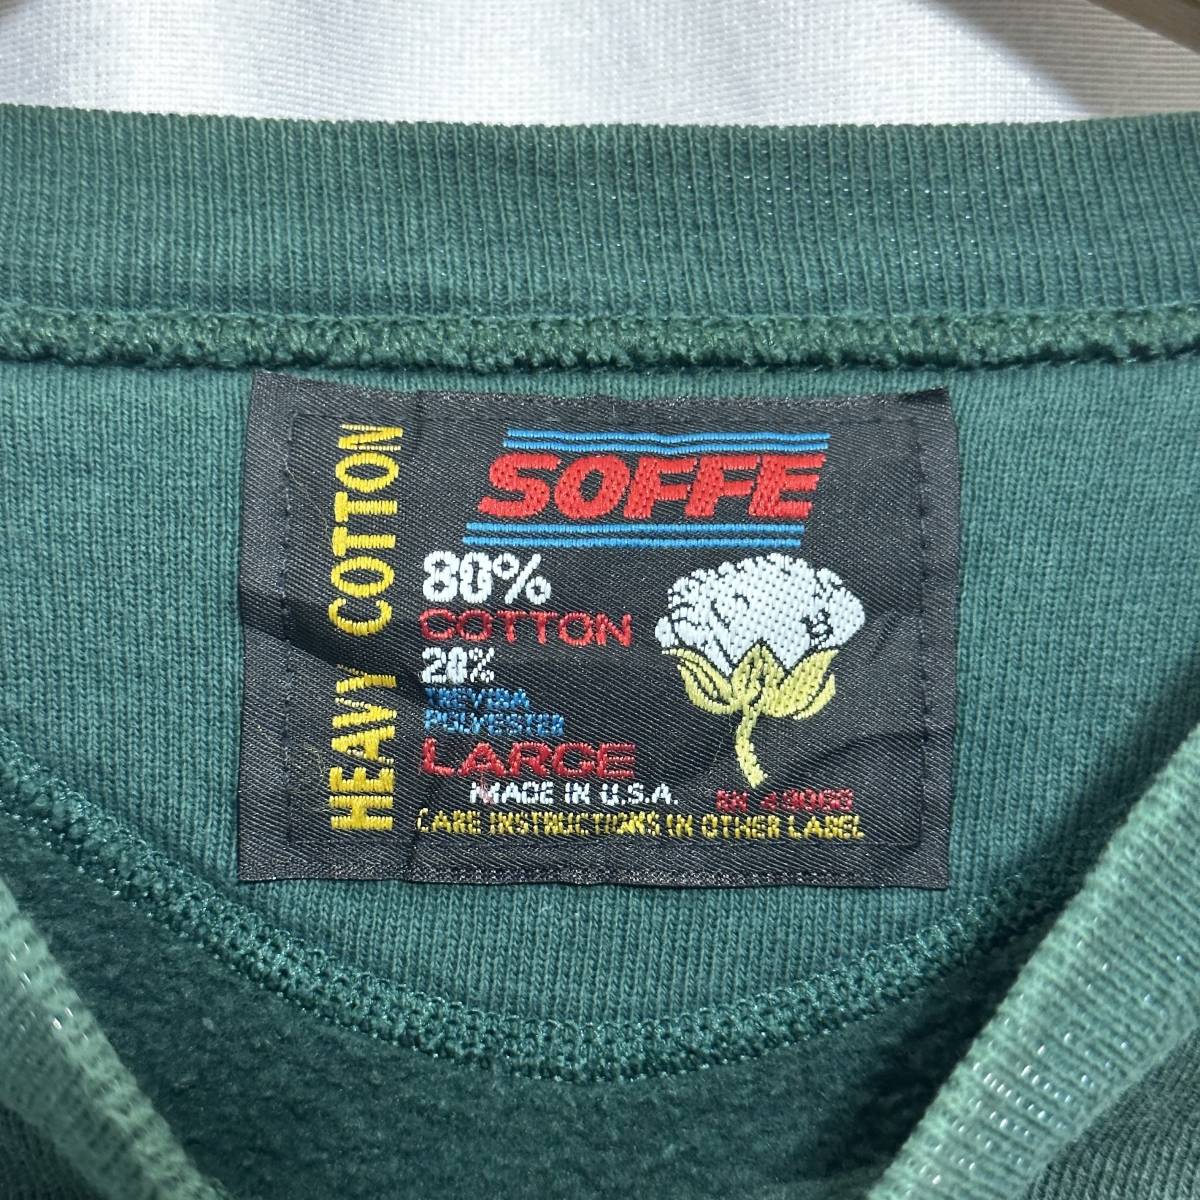 HEAVY COTTON
SOFFE
80%
COTTON
20%
TREVIRA
POLYESTER
LARGE
MADE IN U.S.A.
CARE INSTRUCTIONS IN OTHER LABEL